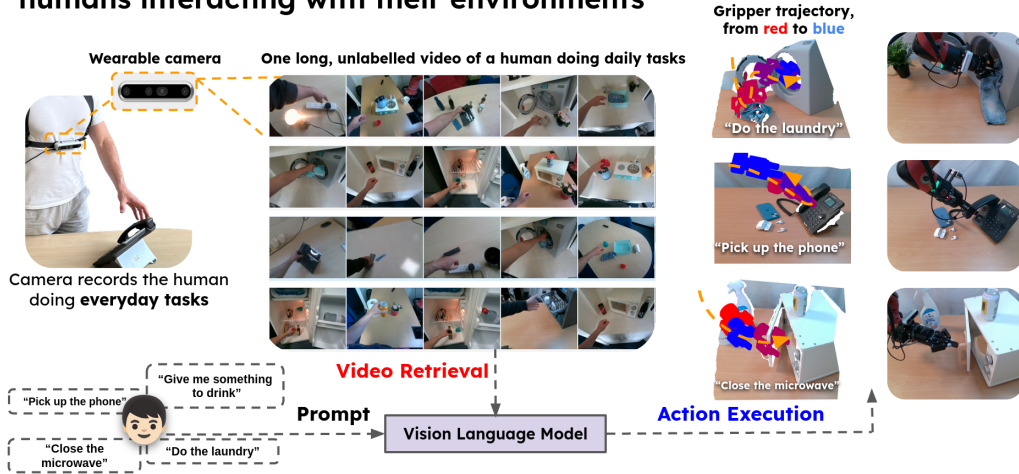 humans interacting with their environments
Wearable camera
One long, unlabelled video of a human doing daily tasks
Gripper trajectory,
from red to blue
"Do the laundry"
"Pick up the phone"
"Close the microwave"
Camera records the human
doing everyday tasks
Video Retrieval
"Give me something
to drink"
"Pick up the phone"
"Close the
microwave"
"Do the laundry"
Prompt
Vision Language Model
Action Execution